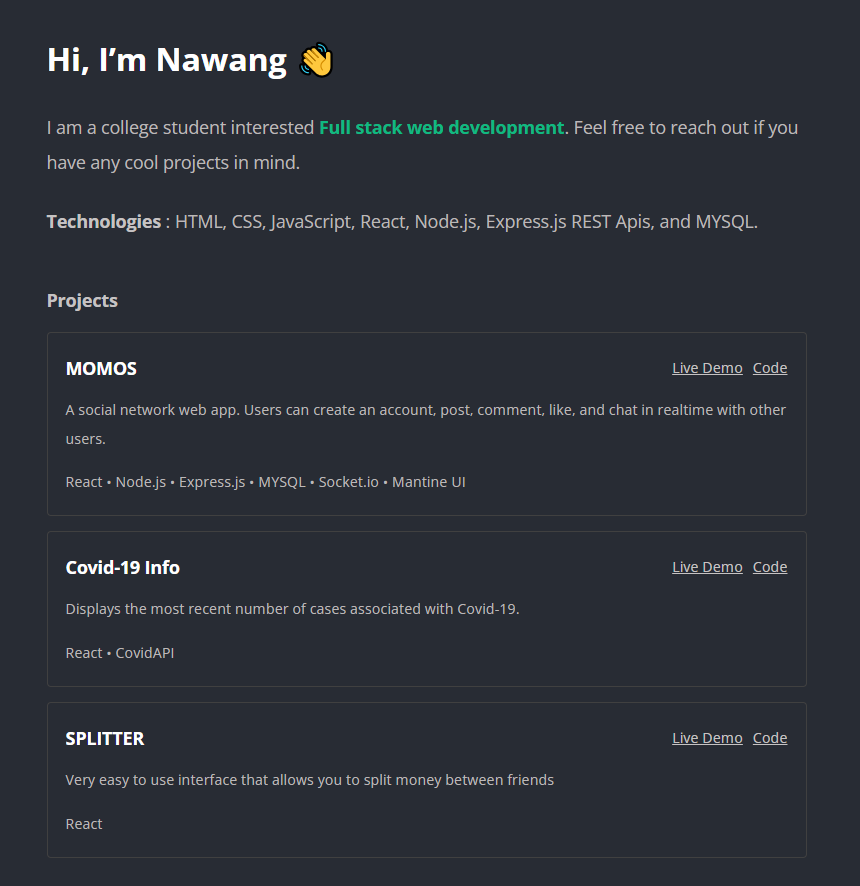 Hi, I’m Nawang 👋
I am a college student interested Full stack web development. Feel free to reach out if you
have any cool projects in mind.
Technologies : HTML, CSS, JavaScript, React, Node.js, Express.js REST Apis, and MYSQL.
Projects
MOMOS Live Demo Code
A social network web app. Users can create an account, post, comment, like, and chat in realtime with other
users.
React • Node.js • Express.js • MYSQL • Socket.io • Mantine UI
Covid-19 Info Live Demo Code
Displays the most recent number of cases associated with Covid-19.
React • CovidAPI
SPLITTER Live Demo Code
Very easy to use interface that allows you to split money between friends
React